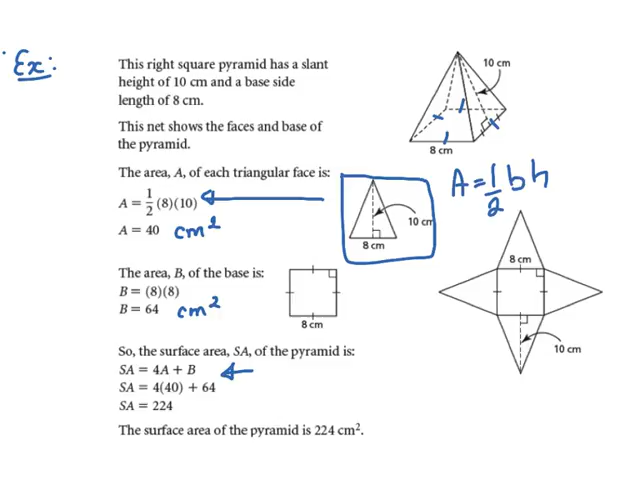 Ex:
This right square pyramid has a slant
height of 10 cm and a base side
length of 8 cm.
This net shows the faces and base of
the pyramid.
10 cm
8 cm
The area, A, of each triangular face is:
A = 1/2 (8)(10)
A = 40 cm²
10 cm
8 cm
A = 1/2 bh
The area, B, of the base is:
B = (8)(8)
B = 64 cm²
8 cm
8 cm
10 cm
So, the surface area, SA, of the pyramid is:
SA = 4A + B
SA = 4(40) + 64
SA = 224
The surface area of the pyramid is 224 cm².